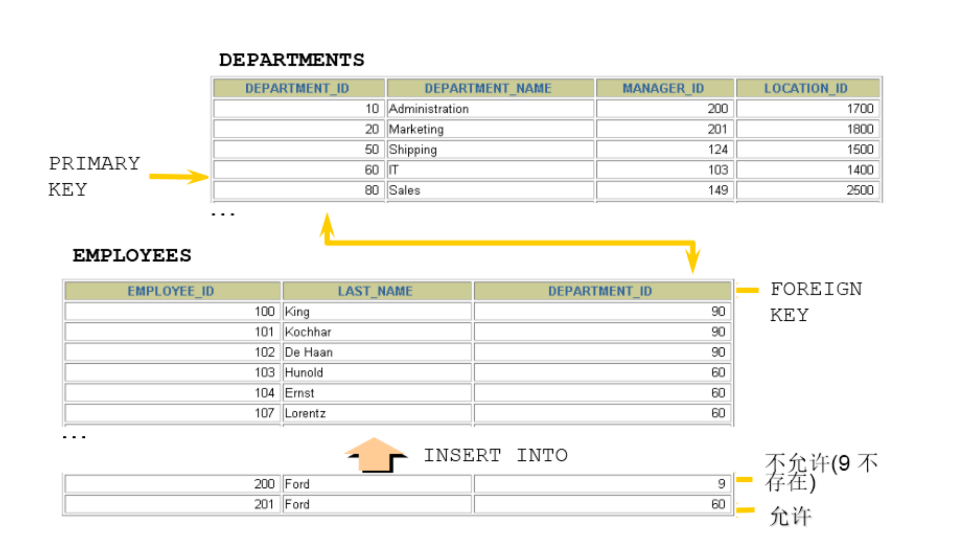 DEPARTMENTS
DEPARTMENT_ID DEPARTMENT_NAME MANAGER_ID LOCATION_ID
10 Administration 200 1700
20 Marketing 201 1800
50 Shipping 124 1500
60 IT 103 1400
80 Sales 149 2500
...
PRIMARY
KEY
EMPLOYEES
EMPLOYEE_ID LAST_NAME DEPARTMENT_ID
100 King 90
101 Kochhar 90
102 De Haan 90
103 Hunold 60
104 Ernst 60
107 Lorentz 60
...
FOREIGN
KEY
INSERT INTO
200 Ford 9
201 Ford 60
不允许(9 不
存在)
允许